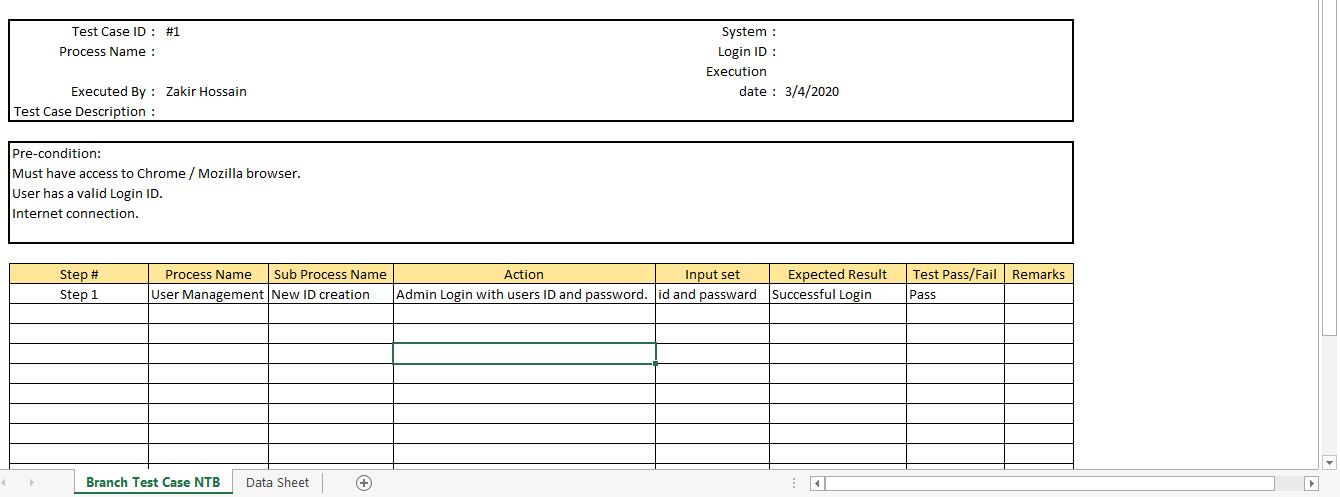 Test Case ID : #1 System :
Process Name : Login ID :
Execution
Executed By : Zakir Hossain date : 3/4/2020
Test Case Description :
Pre-condition:
Must have access to Chrome / Mozilla browser.
User has a valid Login ID.
Internet connection.
Step # Process Name Sub Process Name Action Input set Expected Result Test Pass/Fail Remarks
Step 1 User Management New ID creation Admin Login with users ID and password. id and passward Successful Login Pass
Branch Test Case NTB Data Sheet